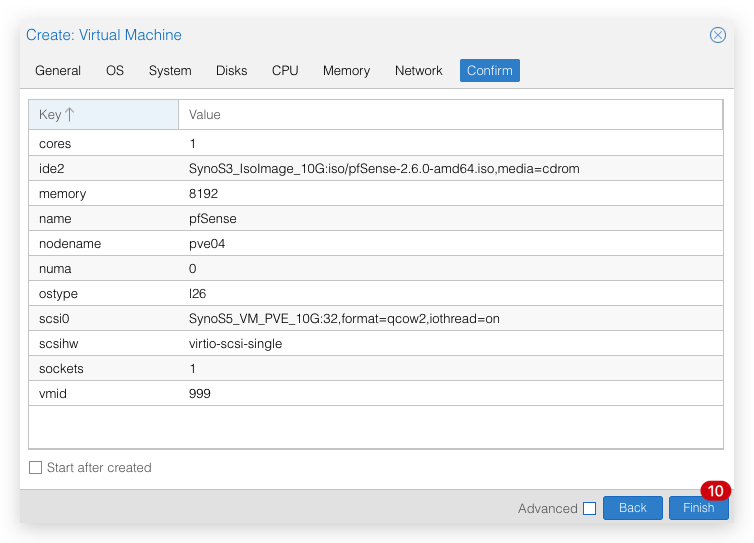 Create: Virtual Machine
General OS System Disks CPU Memory Network Confirm
Key Value
cores 1
ide2 SynoS3_IsoImage_10G:iso/pfSense-2.6.0-amd64.iso,media=cdrom
memory 8192
name pfSense
nodename pve04
numa 0
ostype l26
scsi0 SynoS5_VM_PVE_10G:32,format=qcow2,iothread=on
scsihw virtio-scsi-single
sockets 1
vmid 999
Start after created
10
Advanced Back Finish